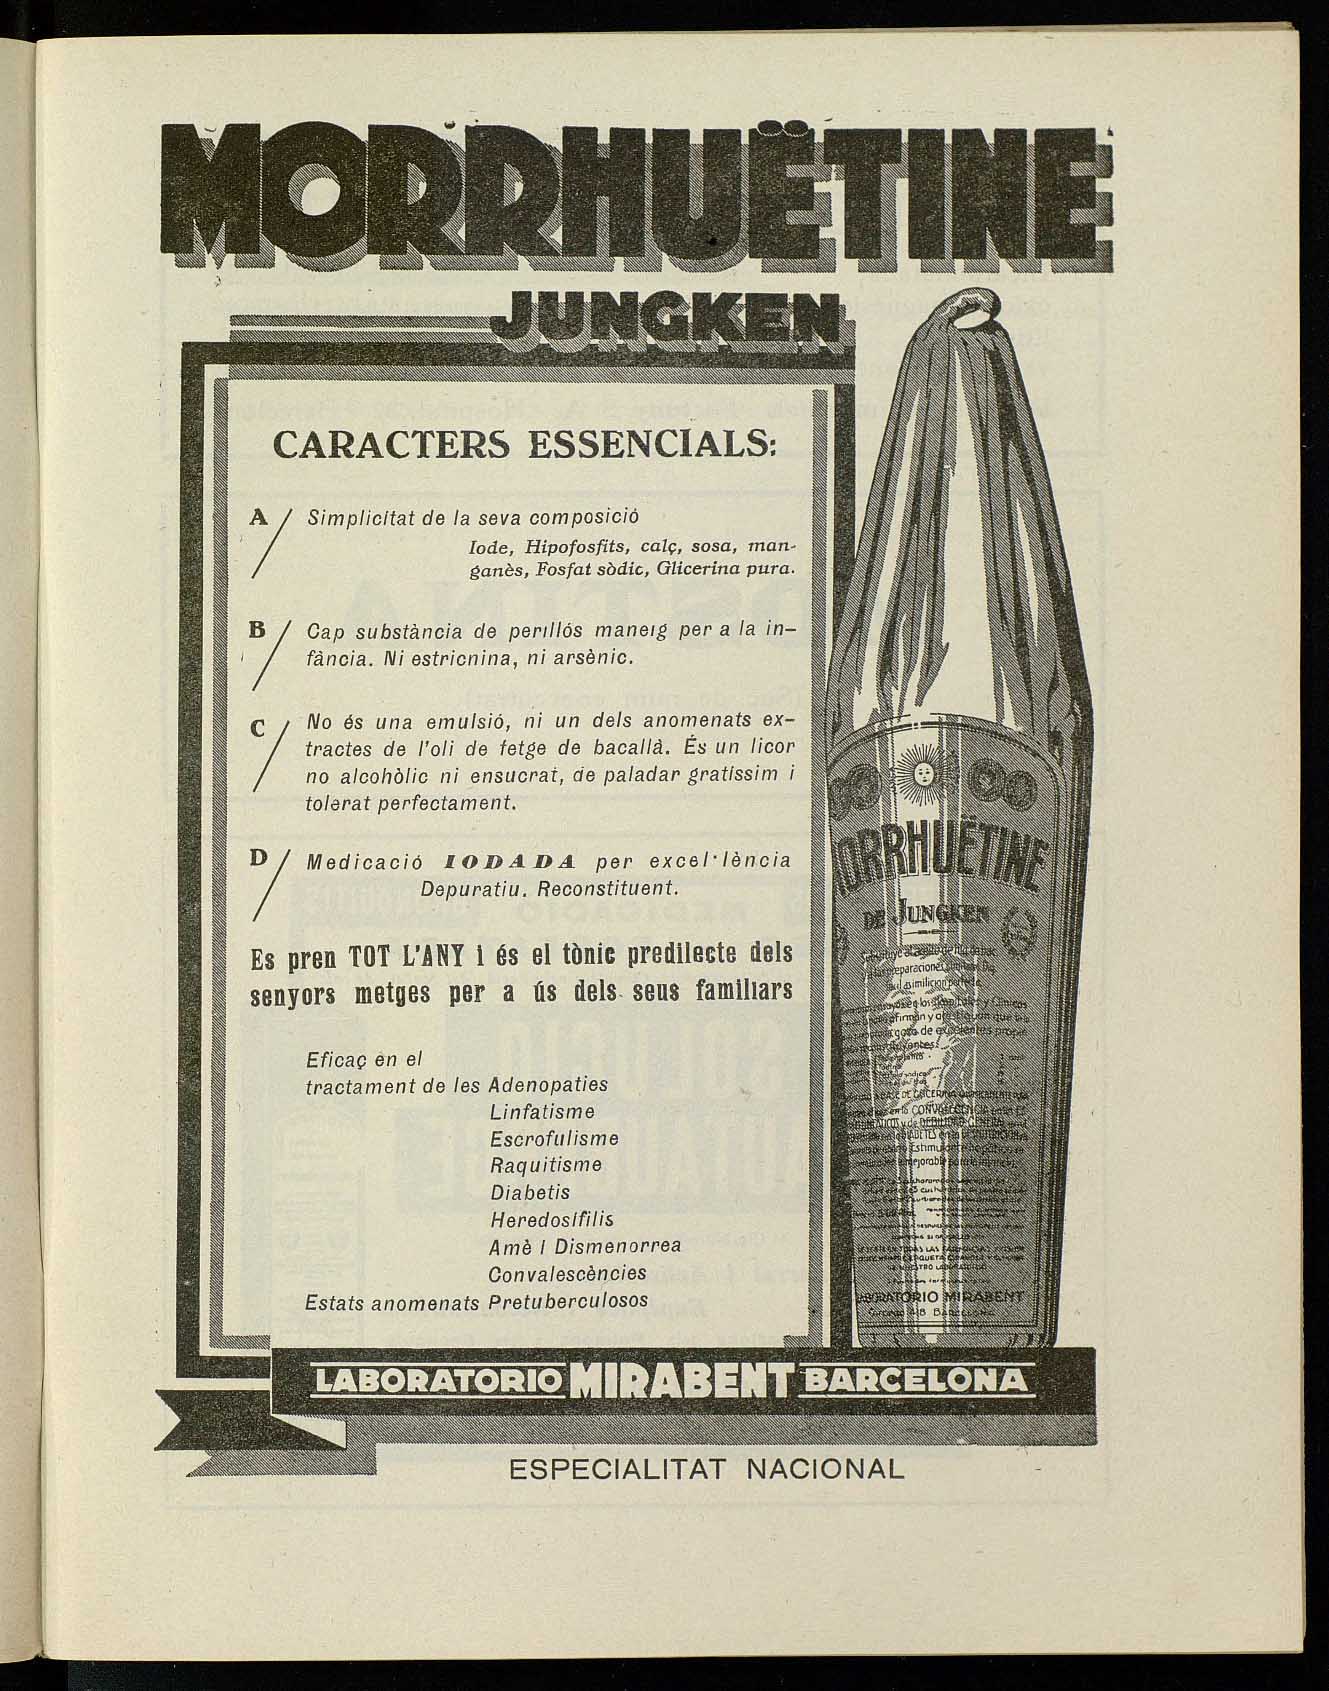 MORRHUËTINE
JUNGKEN
CARACTERS ESSENCIALS:
A / Simplicitat de la seva composició
Iode, Hipofosfits, calç, sosa, man-
ganès, Fosfat sòdic, Glicerina pura.
B / Cap substància de perillós maneig per a la in-
fància. Ni estricnina, ni arsènic.
C / No és una emulsió, ni un dels anomenats ex-
tractes de l'oli de fetge de bacallà. És un licor
no alcohòlic ni ensucrat, de paladar gratíssim i
tolerat perfectament.
D / Medicació IODADA per excel·lència
Depuratiu. Reconstituent.
Es pren TOT L'ANY i és el tònic predilecte dels
senyors metges per a ús dels seus familiars
Eficaç en el
tractament de les Adenopaties
Linfatisme
Escrofulisme
Raquitisme
Diabetis
Heredosífilis
Amè i Dismenorrea
Convalescències
Estats anomenats Pretuberculosos
MORRHUËTINE
DE JUNGKEN
LABORATORIO MIRABENT
BARCELONA
LABORATORIO MIRABENT BARCELONA
ESPECIALITAT NACIONAL